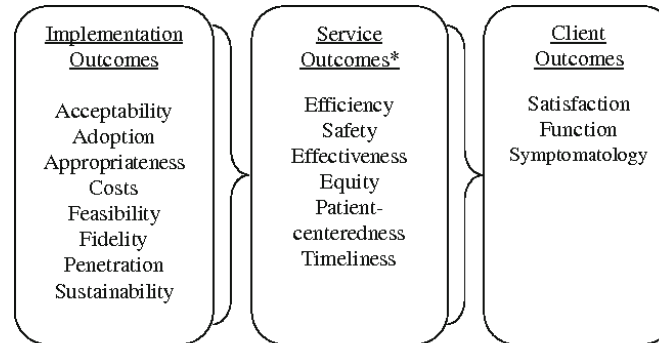 Implementation
Outcomes
Acceptability
Adoption
Appropriateness
Costs
Feasibility
Fidelity
Penetration
Sustainability
Service
Outcomes*
Efficiency
Safety
Effectiveness
Equity
Patient-
centeredness
Timeliness
Client
Outcomes
Satisfaction
Function
Symptomatology